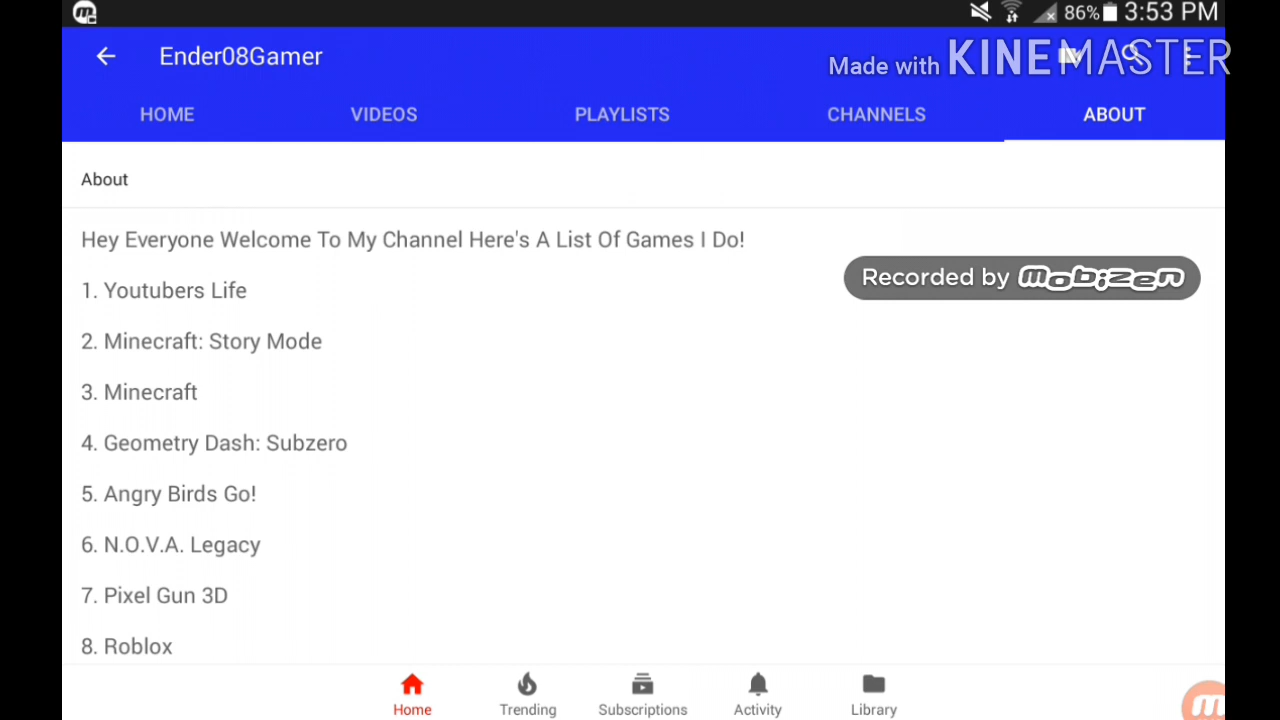 86% 3:53 PM
Ender08Gamer
Made with KINEMASTER
HOME VIDEOS PLAYLISTS CHANNELS ABOUT
About
Hey Everyone Welcome To My Channel Here's A List Of Games I Do!
Recorded by mobizen
1. Youtubers Life
2. Minecraft: Story Mode
3. Minecraft
4. Geometry Dash: Subzero
5. Angry Birds Go!
6. N.O.V.A. Legacy
7. Pixel Gun 3D
8. Roblox
Home Trending Subscriptions Activity Library